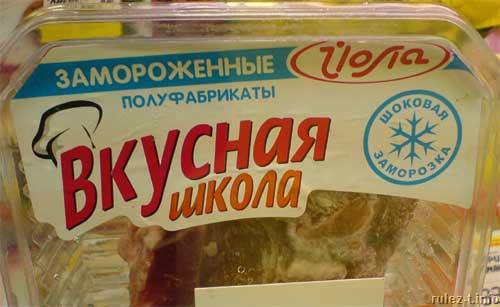 ЗАМОРОЖЕННЫЕ
ПОЛУФАБРИКАТЫ
Йола
ШОКОВАЯ
ЗАМОРОЗКА
ВКУСНАЯ
ШКОЛА
rulez-t.info